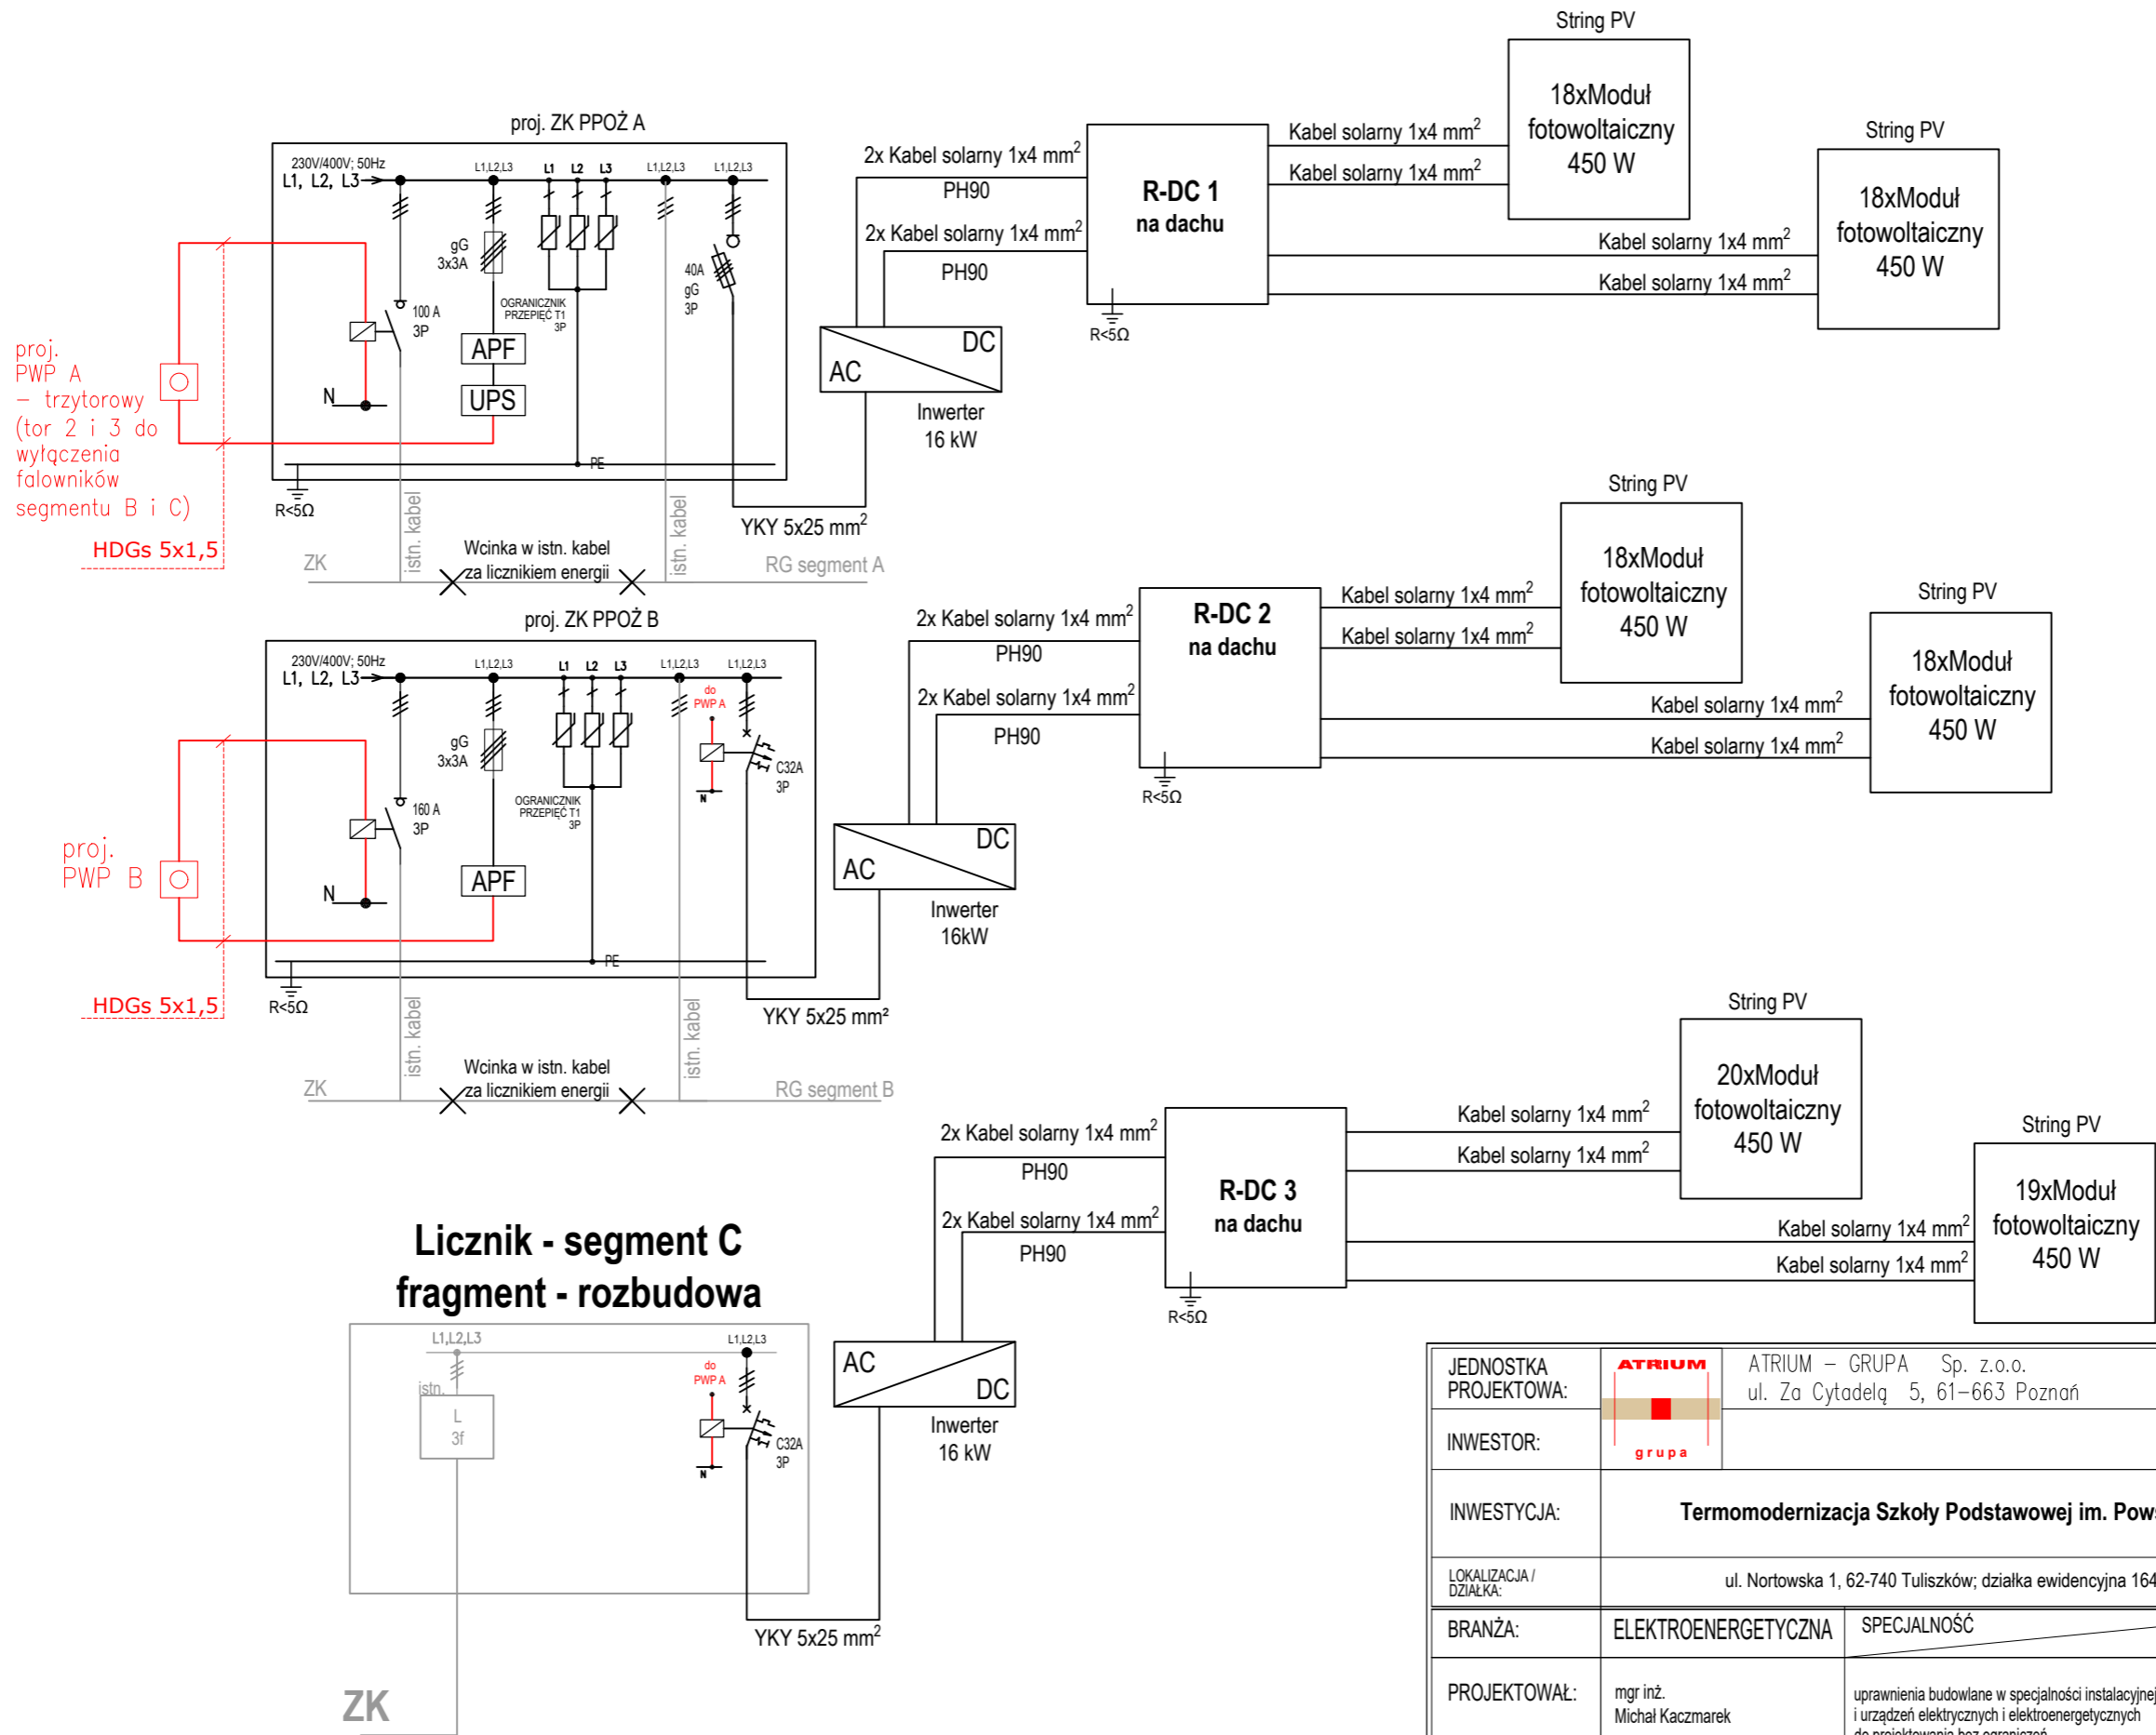 String PV
18xModuł
fotowoltaiczny
450 W
String PV
18xModuł
fotowoltaiczny
450 W
Kabel solarny 1x4 mm²
Kabel solarny 1x4 mm²
Kabel solarny 1x4 mm²
Kabel solarny 1x4 mm²
R-DC 1
na dachu
R<5Ω
2x Kabel solarny 1x4 mm²
PH90
2x Kabel solarny 1x4 mm²
PH90
DC
AC
Inwerter
16 kW
YKY 5x25 mm²
proj. ZK PPOŻ A
230V/400V; 50Hz
L1, L2, L3
L1,L2,L3
L1 L2 L3
L1,L2,L3
L1,L2,L3
gG
3x3A
100 A
3P
OGRANICZNIK
PRZEPIĘĆ T1
3P
40A
gG
3P
APF
UPS
N
PE
R<5Ω
proj.
PWP A
– trzytorowy
(tor 2 i 3 do
wyłączenia
falowników
segmentu B i C)
HDGs 5x1,5
istn. kabel
istn. kabel
ZK
Wcinka w istn. kabel
za licznikiem energii
RG segment A
String PV
18xModuł
fotowoltaiczny
450 W
String PV
18xModuł
fotowoltaiczny
450 W
Kabel solarny 1x4 mm²
Kabel solarny 1x4 mm²
Kabel solarny 1x4 mm²
Kabel solarny 1x4 mm²
R-DC 2
na dachu
R<5Ω
2x Kabel solarny 1x4 mm²
PH90
2x Kabel solarny 1x4 mm²
PH90
DC
AC
Inwerter
16kW
YKY 5x25 mm²
proj. ZK PPOŻ B
230V/400V; 50Hz
L1, L2, L3
L1,L2,L3
L1 L2 L3
L1,L2,L3
L1,L2,L3
do
PWP A
gG
3x3A
C32A
3P
N
160 A
3P
OGRANICZNIK
PRZEPIĘĆ T1
3P
APF
N
PE
R<5Ω
proj.
PWP B
HDGs 5x1,5
istn. kabel
istn. kabel
ZK
Wcinka w istn. kabel
za licznikiem energii
RG segment B
String PV
20xModuł
fotowoltaiczny
450 W
String PV
19xModuł
fotowoltaiczny
450 W
Kabel solarny 1x4 mm²
Kabel solarny 1x4 mm²
Kabel solarny 1x4 mm²
Kabel solarny 1x4 mm²
R-DC 3
na dachu
R<5Ω
2x Kabel solarny 1x4 mm²
PH90
2x Kabel solarny 1x4 mm²
PH90
AC
DC
Inwerter
16 kW
YKY 5x25 mm²
Licznik - segment C
fragment - rozbudowa
L1,L2,L3
L1,L2,L3
istn.
L
3f
do
PWP A
C32A
3P
N
ZK
JEDNOSTKA
PROJEKTOWA:
ATRIUM
grupa
ATRIUM – GRUPA Sp. z.o.o.
ul. Za Cytadelą 5, 61–663 Poznań
INWESTOR:
INWESTYCJA:
Termomodernizacja Szkoły Podstawowej im.
LOKALIZACJA /
DZIAŁKA:
ul. Nortowska 1, 62-740 Tuliszków; działka ewidencyjna 164
BRANŻA:
ELEKTROENERGETYCZNA
SPECJALNOŚĆ
PROJEKTOWAŁ:
mgr inż.
Michał Kaczmarek
uprawnienia budowlane w specjalności instalacyjnej
i urządzeń elektrycznych i elektroenergetycznych
do projektowania bez ograniczeń